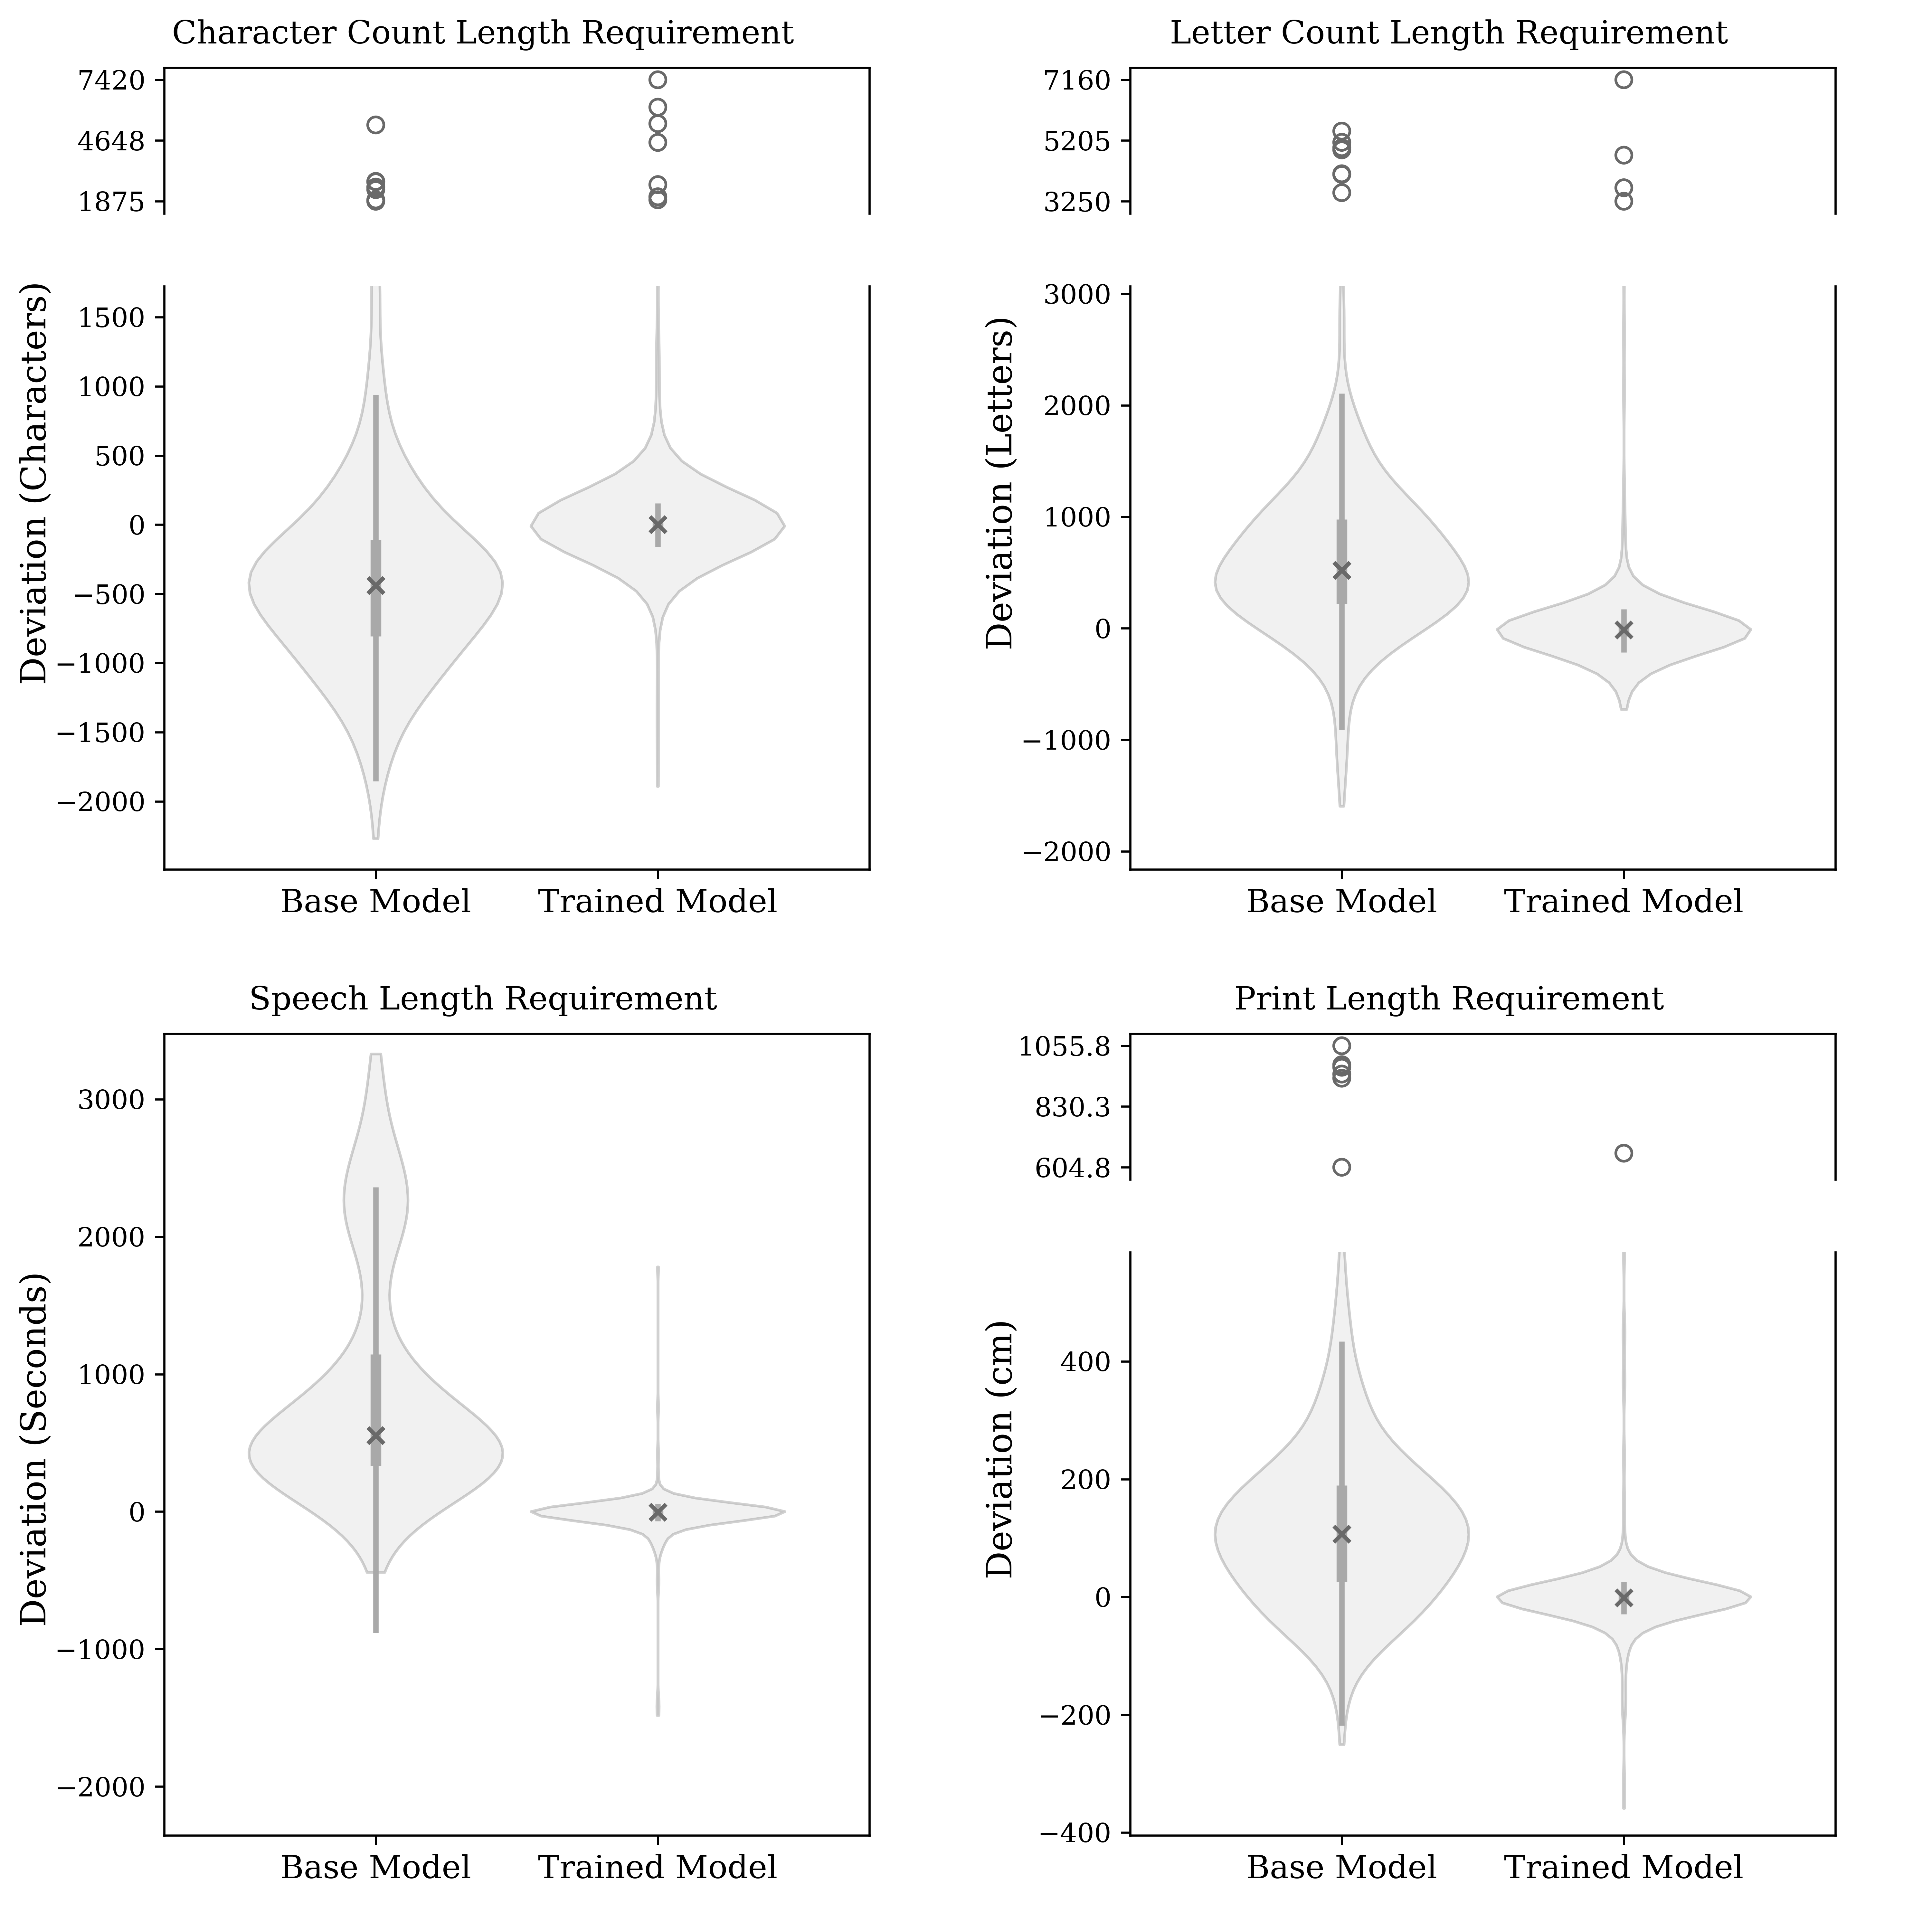 Character Count Length Requirement
7420
4648
1875
1500
1000
500
0
−500
−1000
−1500
−2000
Deviation (Characters)
Base Model
Trained Model
Letter Count Length Requirement
7160
5205
3250
3000
2000
1000
0
−1000
−2000
Deviation (Letters)
Base Model
Trained Model
Speech Length Requirement
3000
2000
1000
0
−1000
−2000
Deviation (Seconds)
Base Model
Trained Model
Print Length Requirement
1055.8
830.3
604.8
400
200
0
−200
−400
Deviation (cm)
Base Model
Trained Model